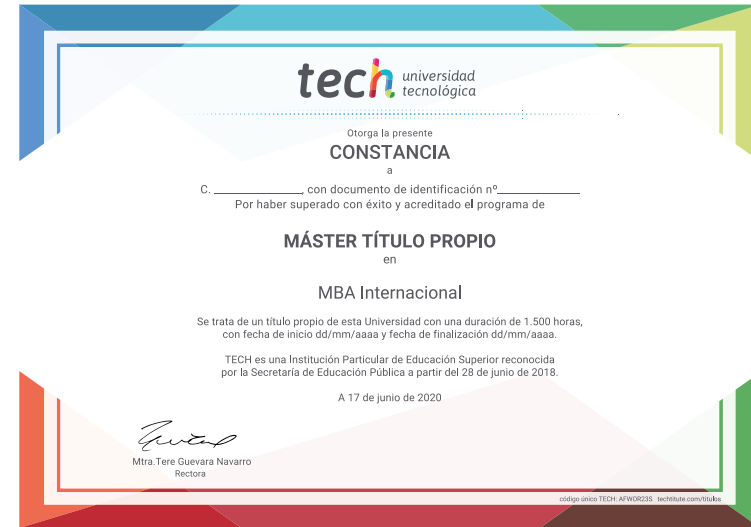 tech universidad
tecnológica
Otorga la presente
CONSTANCIA
a
C. ____________, con documento de identificación nº____________
Por haber superado con éxito y acreditado el programa de
MÁSTER TÍTULO PROPIO
en
MBA Internacional
Se trata de un título propio de esta Universidad con una duración de 1.500 horas,
con fecha de inicio dd/mm/aaaa y fecha de finalización dd/mm/aaaa.
TECH es una Institución Particular de Educación Superior reconocida
por la Secretaría de Educación Pública a partir del 28 de junio de 2018.
A 17 de junio de 2020
Mtra.Tere Guevara Navarro
Rectora
código único TECH: AFWOR23S techtitute.com/titulos